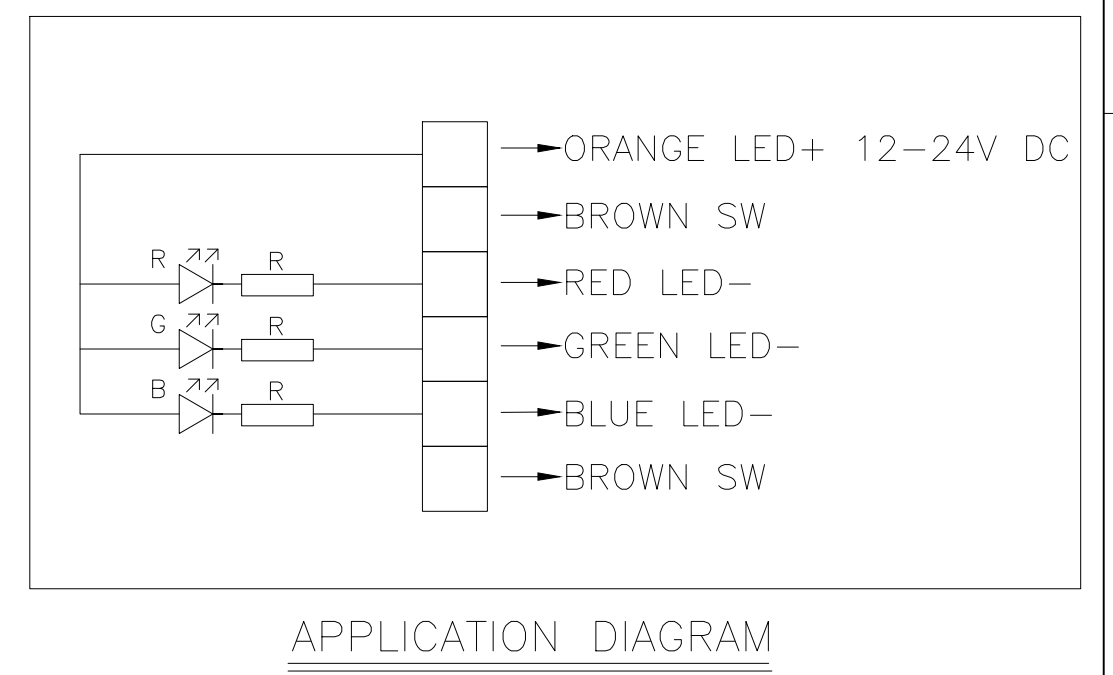 ORANGE LED+ 12-24V DC
BROWN SW
R R
RED LED-
G R
GREEN LED-
B R
BLUE LED-
BROWN SW
APPLICATION DIAGRAM